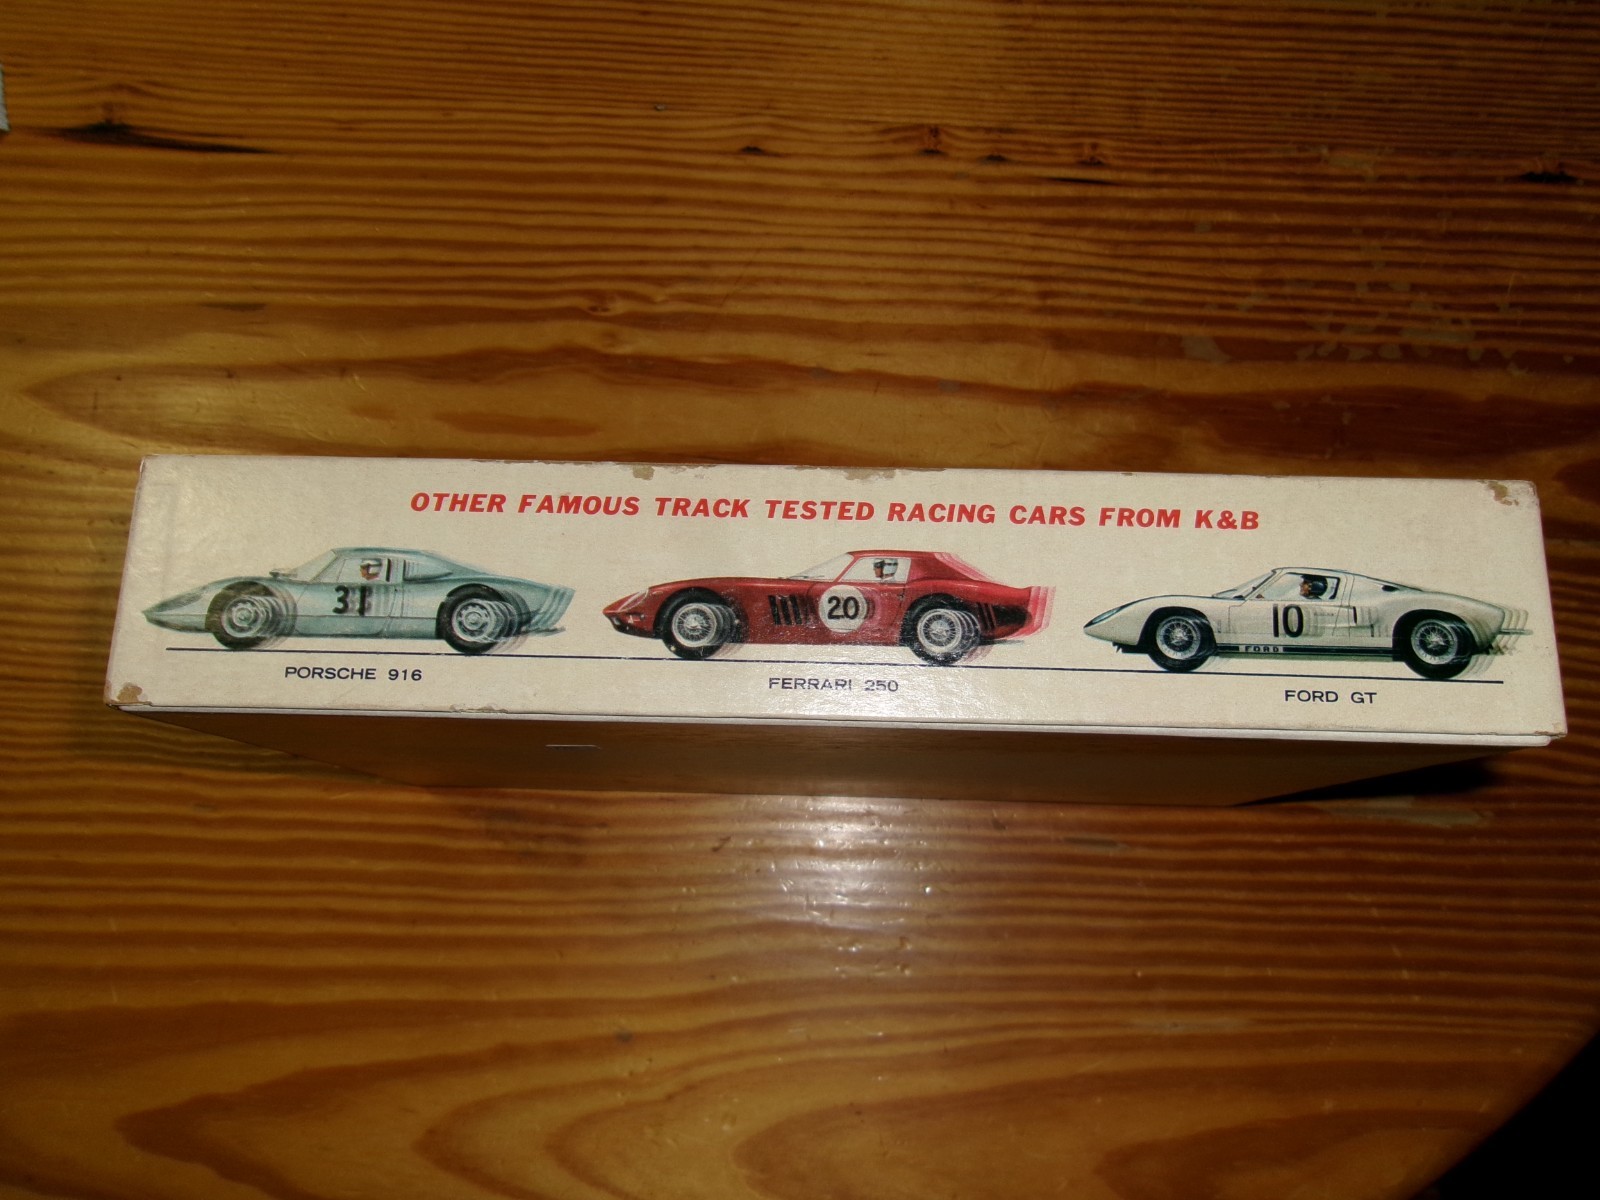 OTHER FAMOUS TRACK TESTED RACING CARS FROM K&B
31
20
10
FORD
PORSCHE 916
FERRARI 250
FORD GT